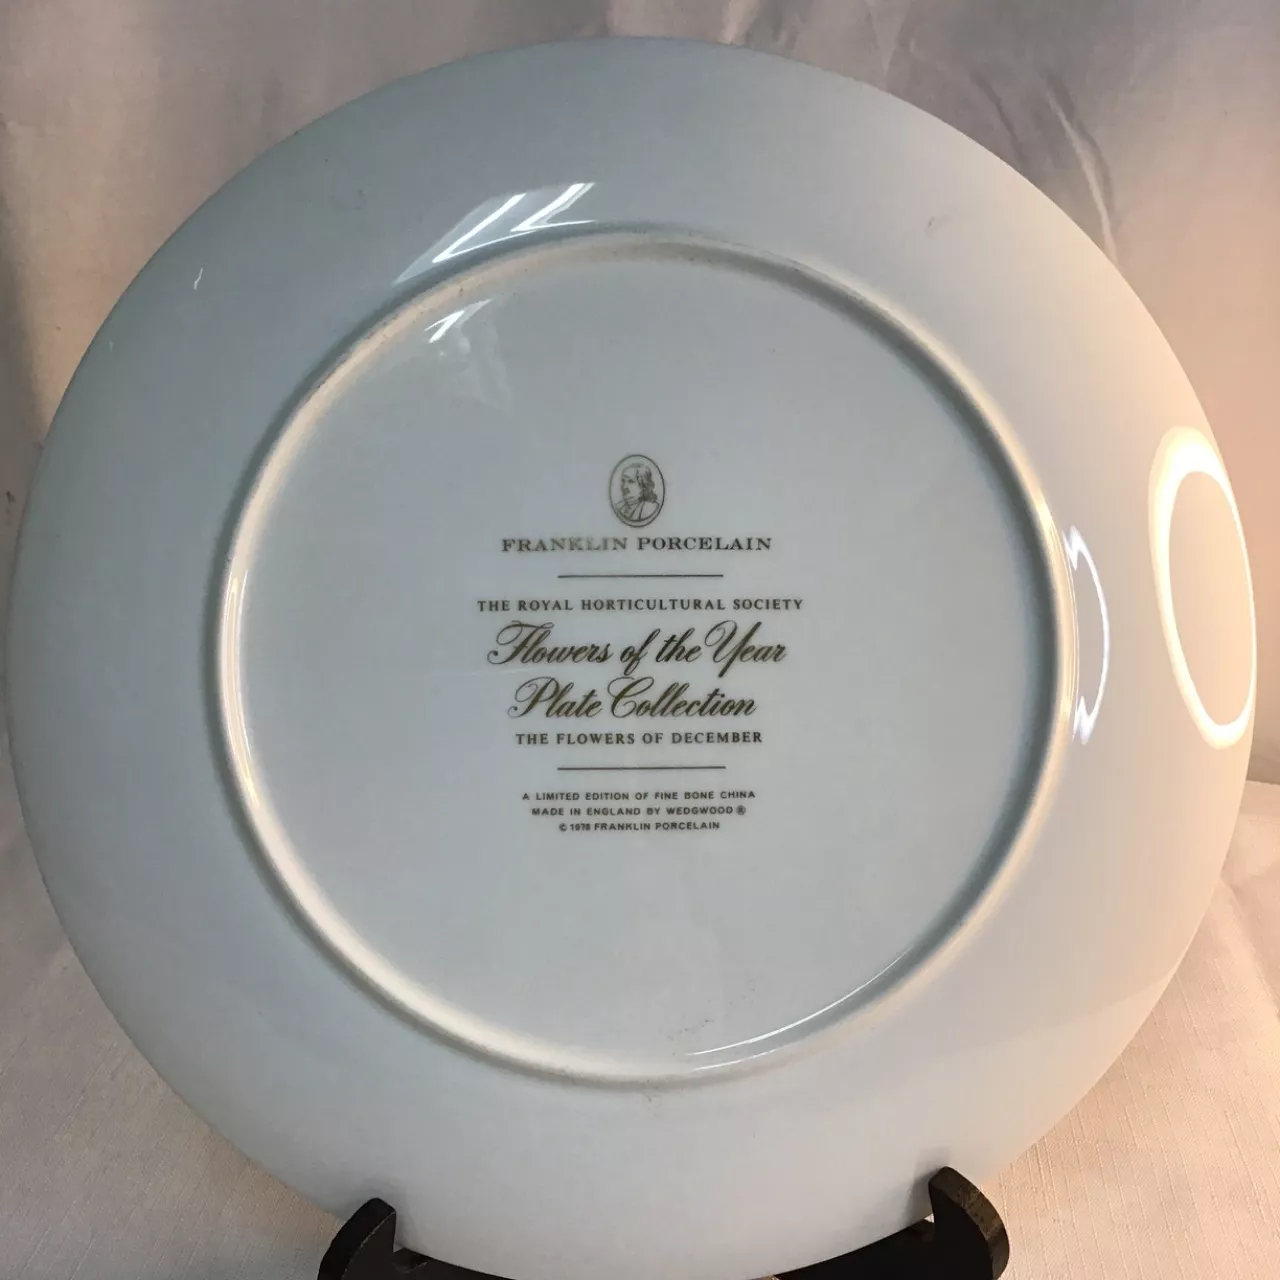 FRANKLIN PORCELAIN
THE ROYAL HORTICULTURAL SOCIETY
Flowers of the Year
Plate Collection
THE FLOWERS OF DECEMBER
A LIMITED EDITION OF FINE BONE CHINA
MADE IN ENGLAND BY WEDGWOOD ®
© 1978 FRANKLIN PORCELAIN